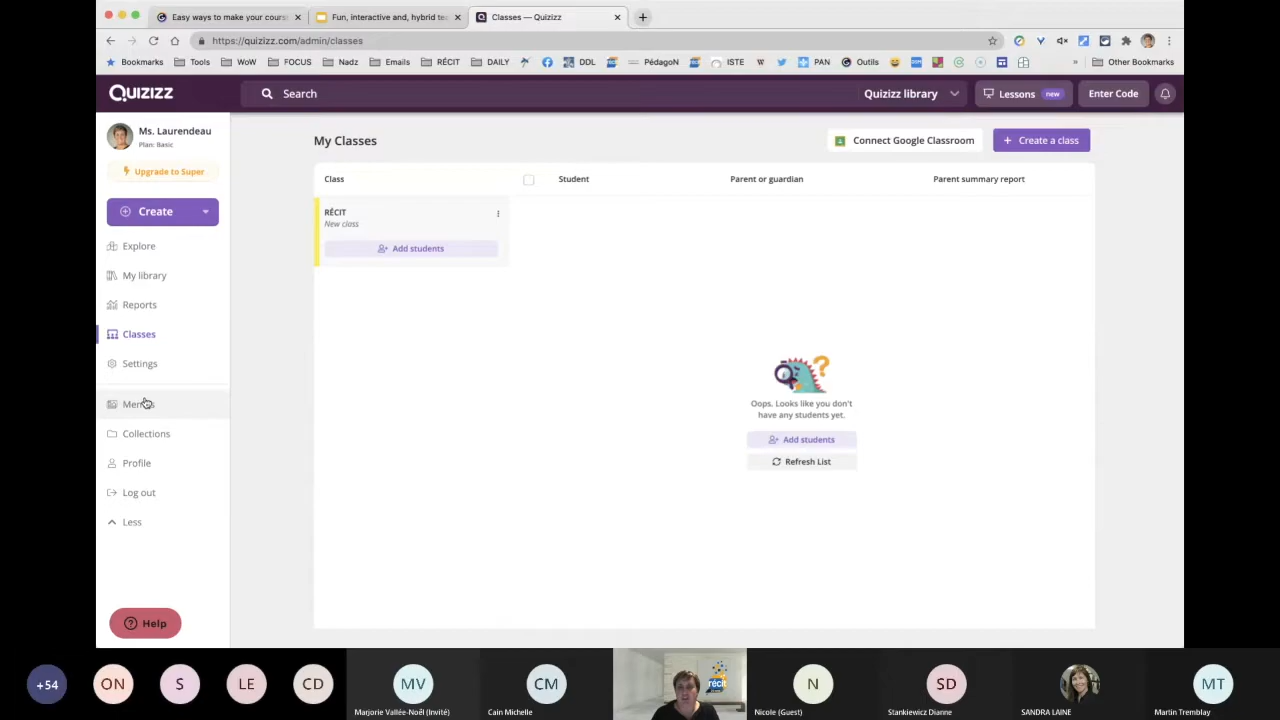 Easy ways to make your cours
Fun, interactive and, hybrid te
Classes — Quizizz
https://quizizz.com/admin/classes
Bookmarks
Tools
WoW
FOCUS
Nadz
Emails
RÉCIT
DAILY
DDL
PédagoN
ISTE
PAN
Outils
Other Bookmarks
QUIZIZZ
Search
Quizizz library
Lessons new
Enter Code
Ms. Laurendeau
Plan: Basic
Upgrade to Super
Create
Explore
My library
Reports
Classes
Settings
Collections
Profile
Log out
Less
Help
My Classes
Connect Google Classroom
+ Create a class
Class
Student
Parent or guardian
Parent summary report
RÉCIT
New class
Add students
Oops. Looks like you don't
have any students yet.
Add students
Refresh List
+54
ON
S
LE
CD
MV
Marjorie Vallée-Noël (Invité)
CM
Cain Michelle
récit
N
Nicole (Guest)
SD
Stankiewicz Dianne
SANDRA LAINE
MT
Martin Tremblay